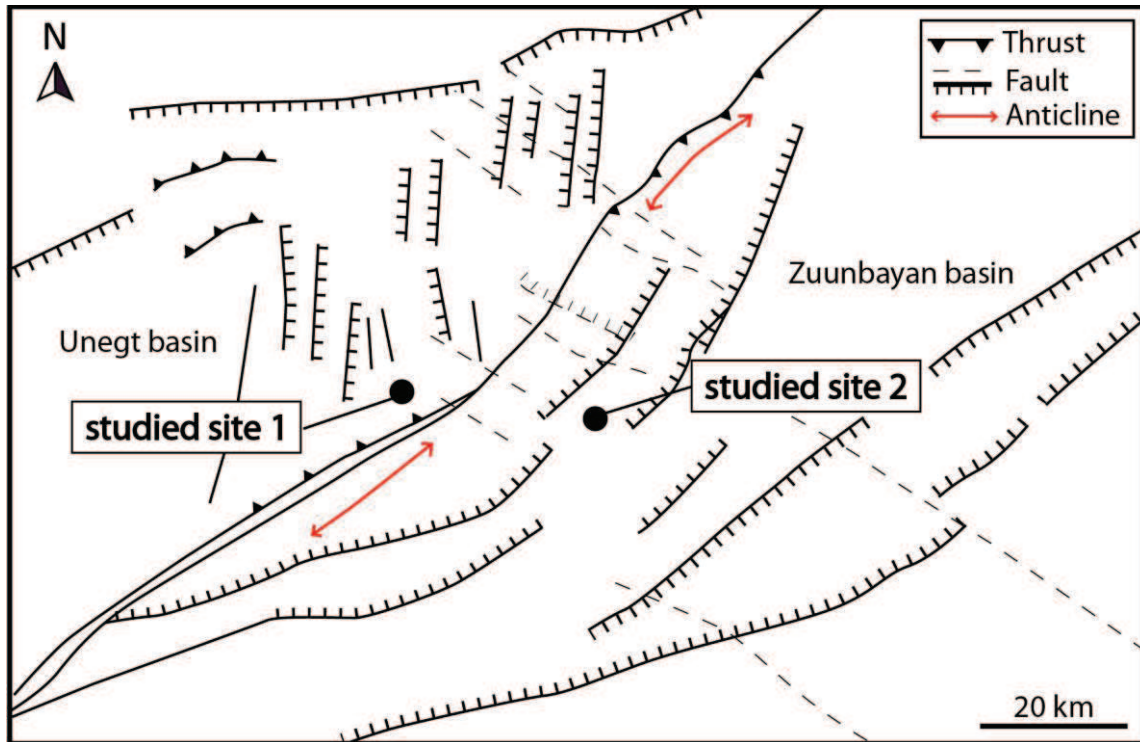 N
Thrust
Fault
Anticline
Zuunbayan basin
Unegt basin
studied site 1
studied site 2
20 km